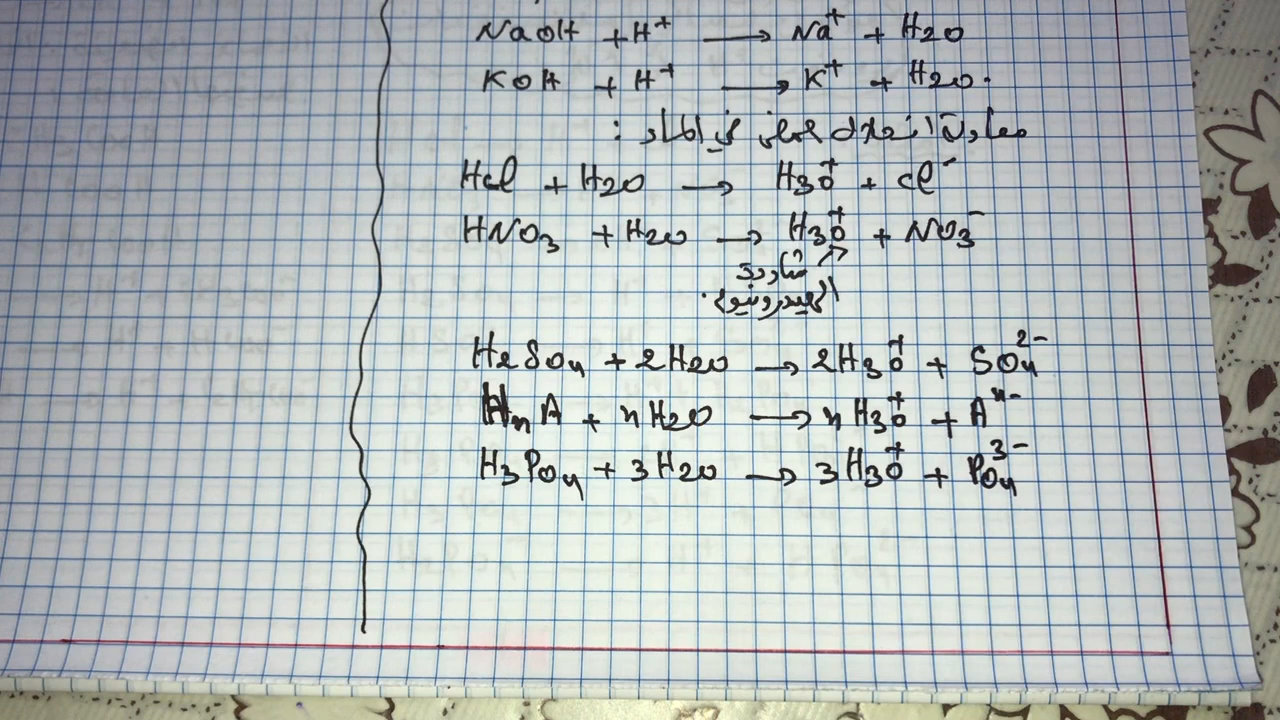 NaOH + H⁺ ⟶ Na⁺ + H2O
KOH + H⁺ ⟶ K⁺ + H2O.
معادلة انحلال الحمض في الماء :
HCl + H2O ⟶ H3O⁺ + Cl⁻
HNO3 + H2O ⟶ H3O⁺ + NO3⁻
شاردة ↗
الهيدرونيوم.
H2SO4 + 2H2O ⟶ 2H3O⁺ + SO4²⁻
HnA + nH2O ⟶ nH3O⁺ + Aⁿ⁻
H3PO4 + 3H2O ⟶ 3H3O⁺ + PO4³⁻